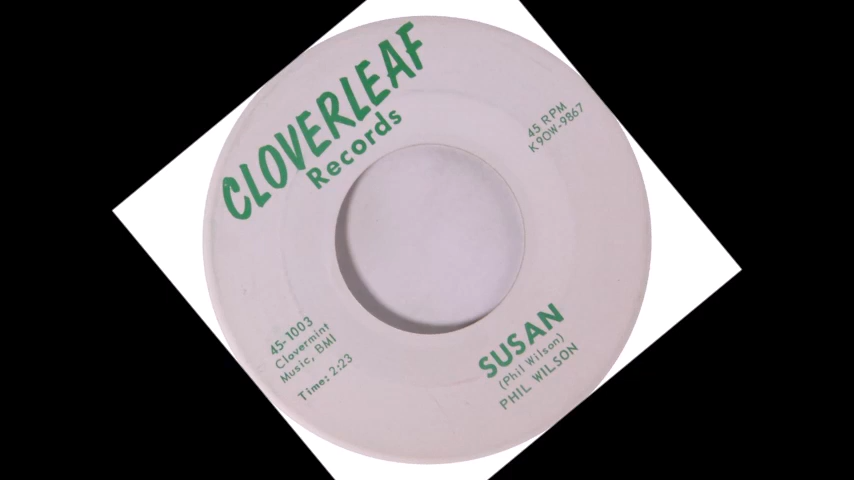 CLOVERLEAF
Records
45 RPM
K9OW-9867
45-1003
Clovermint
Music, BMI
Time: 2:23
SUSAN
(Phil Wilson)
PHIL WILSON